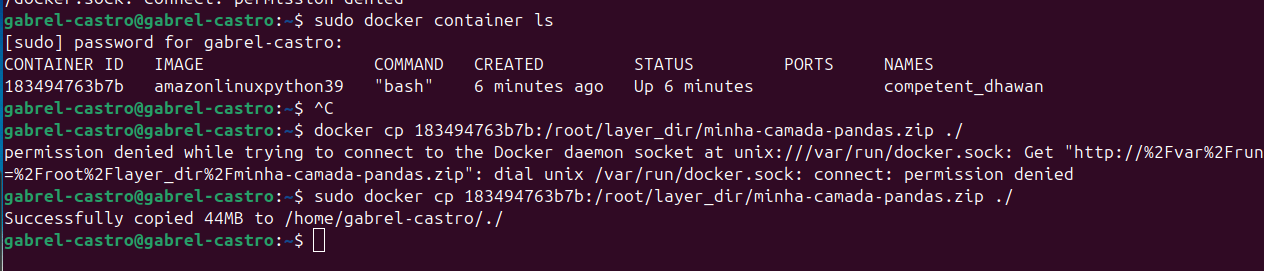 /docker.sock: connect: permission denied
gabrel-castro@gabrel-castro:~$ sudo docker container ls
[sudo] password for gabrel-castro:
CONTAINER ID   IMAGE                 COMMAND   CREATED         STATUS         PORTS     NAMES
183494763b7b   amazonlinuxpython39   "bash"    6 minutes ago   Up 6 minutes             competent_dhawan
gabrel-castro@gabrel-castro:~$ ^C
gabrel-castro@gabrel-castro:~$ docker cp 183494763b7b:/root/layer_dir/minha-camada-pandas.zip ./
permission denied while trying to connect to the Docker daemon socket at unix:///var/run/docker.sock: Get "http://%2Fvar%2Frun
=%2Froot%2Flayer_dir%2Fminha-camada-pandas.zip": dial unix /var/run/docker.sock: connect: permission denied
gabrel-castro@gabrel-castro:~$ sudo docker cp 183494763b7b:/root/layer_dir/minha-camada-pandas.zip ./
Successfully copied 44MB to /home/gabrel-castro/./
gabrel-castro@gabrel-castro:~$